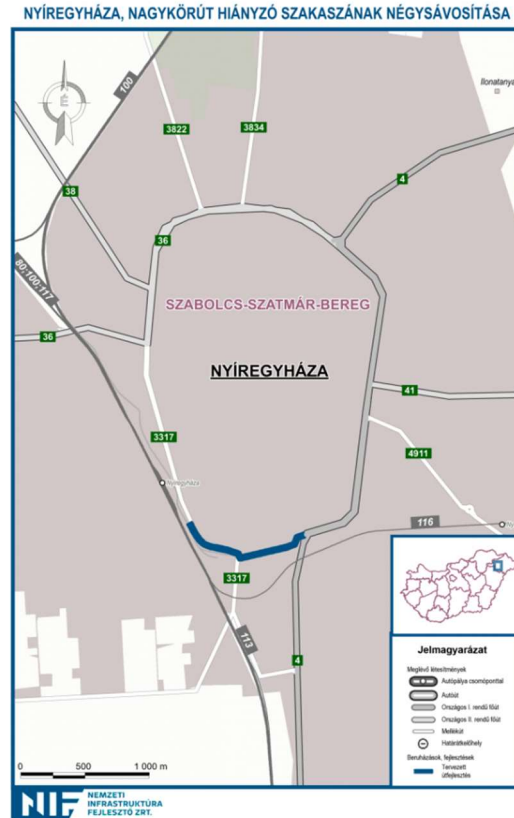 NYÍREGYHÁZA, NAGYKÖRÚT HIÁNYZÓ SZAKASZÁNAK NÉGYSÁVOSÍTÁSA
Ilonatanya
100
3822
3834
É
4
38
36
80;100;117
SZABOLCS-SZATMÁR-BEREG
36
NYÍREGYHÁZA
41
3317
4911
Nyíregyháza
116
3317
113
4
Jelmagyarázat
Meglévő létesítmények
Autópálya csomóponttal
Autóút
Országos I. rendű főút
Országos II. rendű főút
Mellékút
Határátkelőhely
Beruházások, fejlesztések
Tervezett
útfejlesztés
0 500 1 000 m
NIF NEMZETI
INFRASTRUKTÚRA
FEJLESZTŐ ZRT.